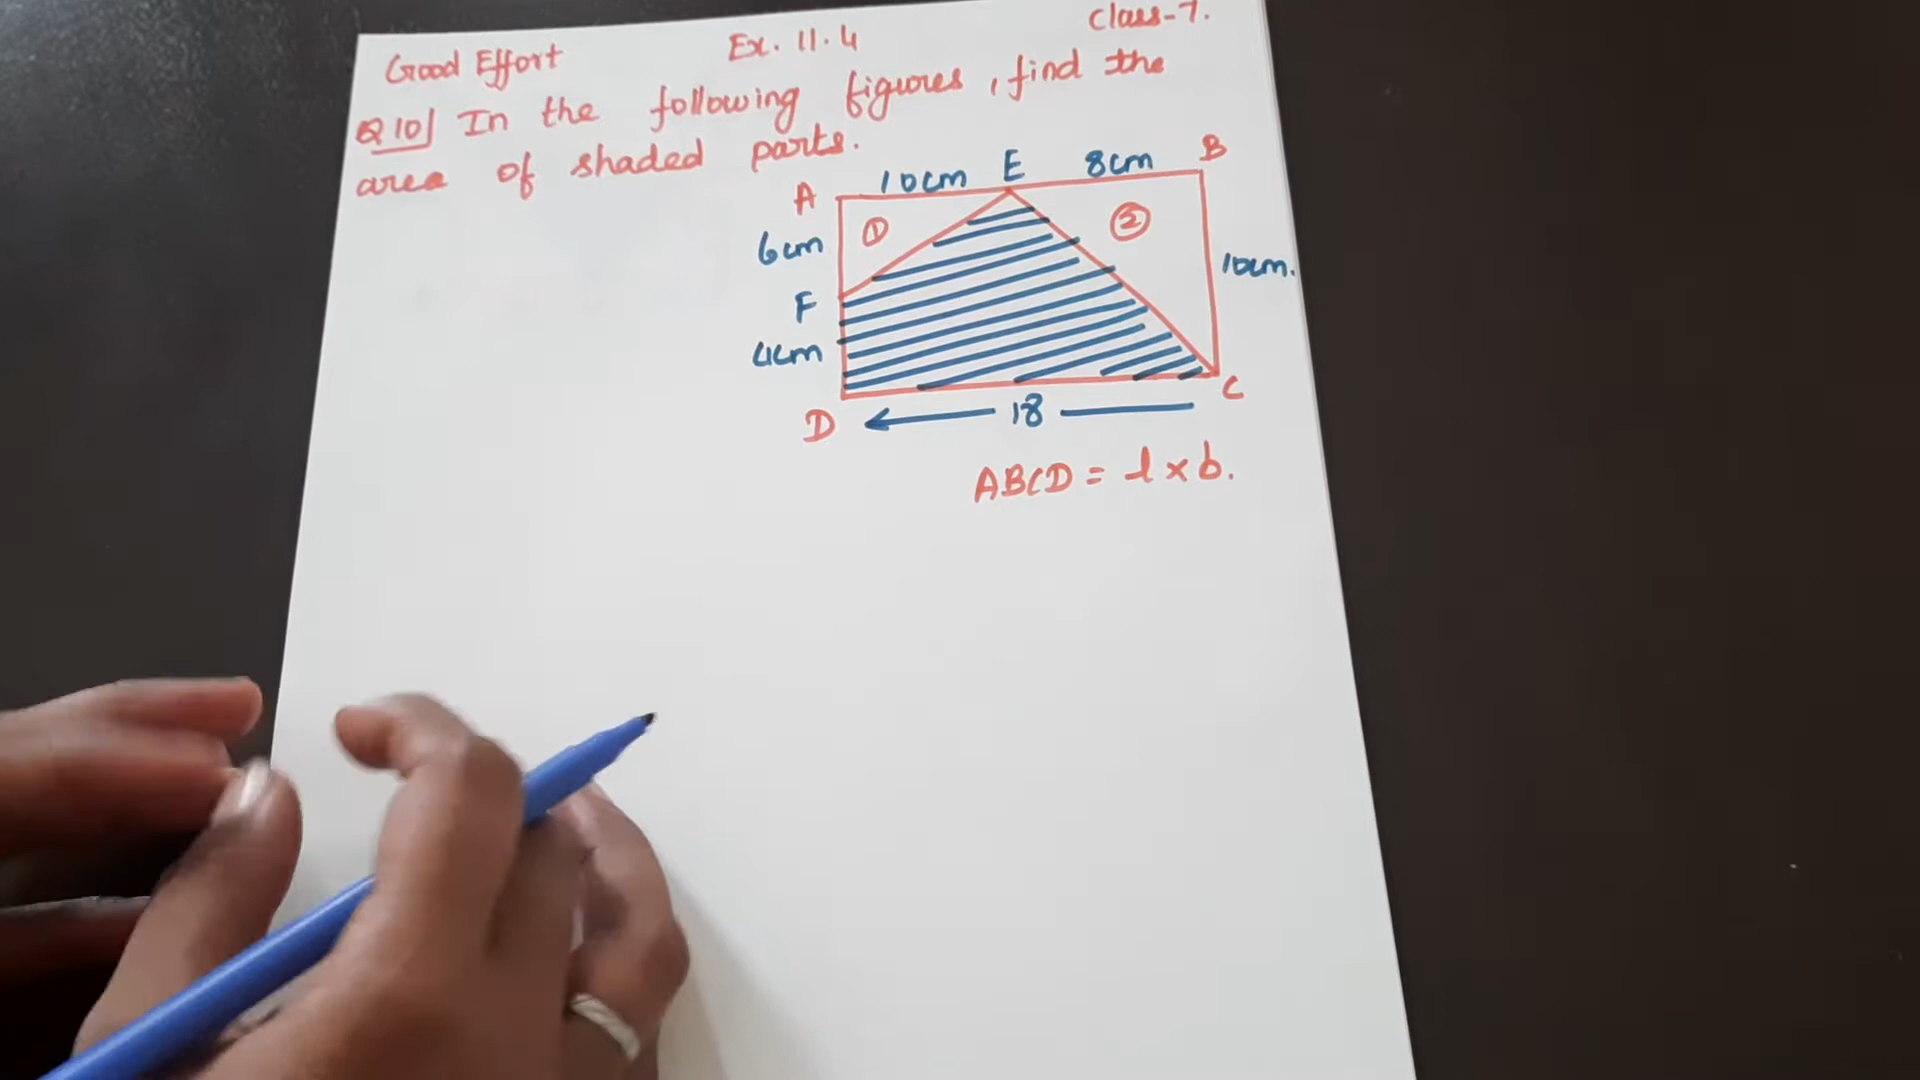 Good Effort Ex. 11.4 Class-7.
Q10) In the following figures, find the
area of shaded parts.
A 10cm E 8cm B
6cm ① ②
F 10cm.
4cm
D 18 C
ABCD = l × b.